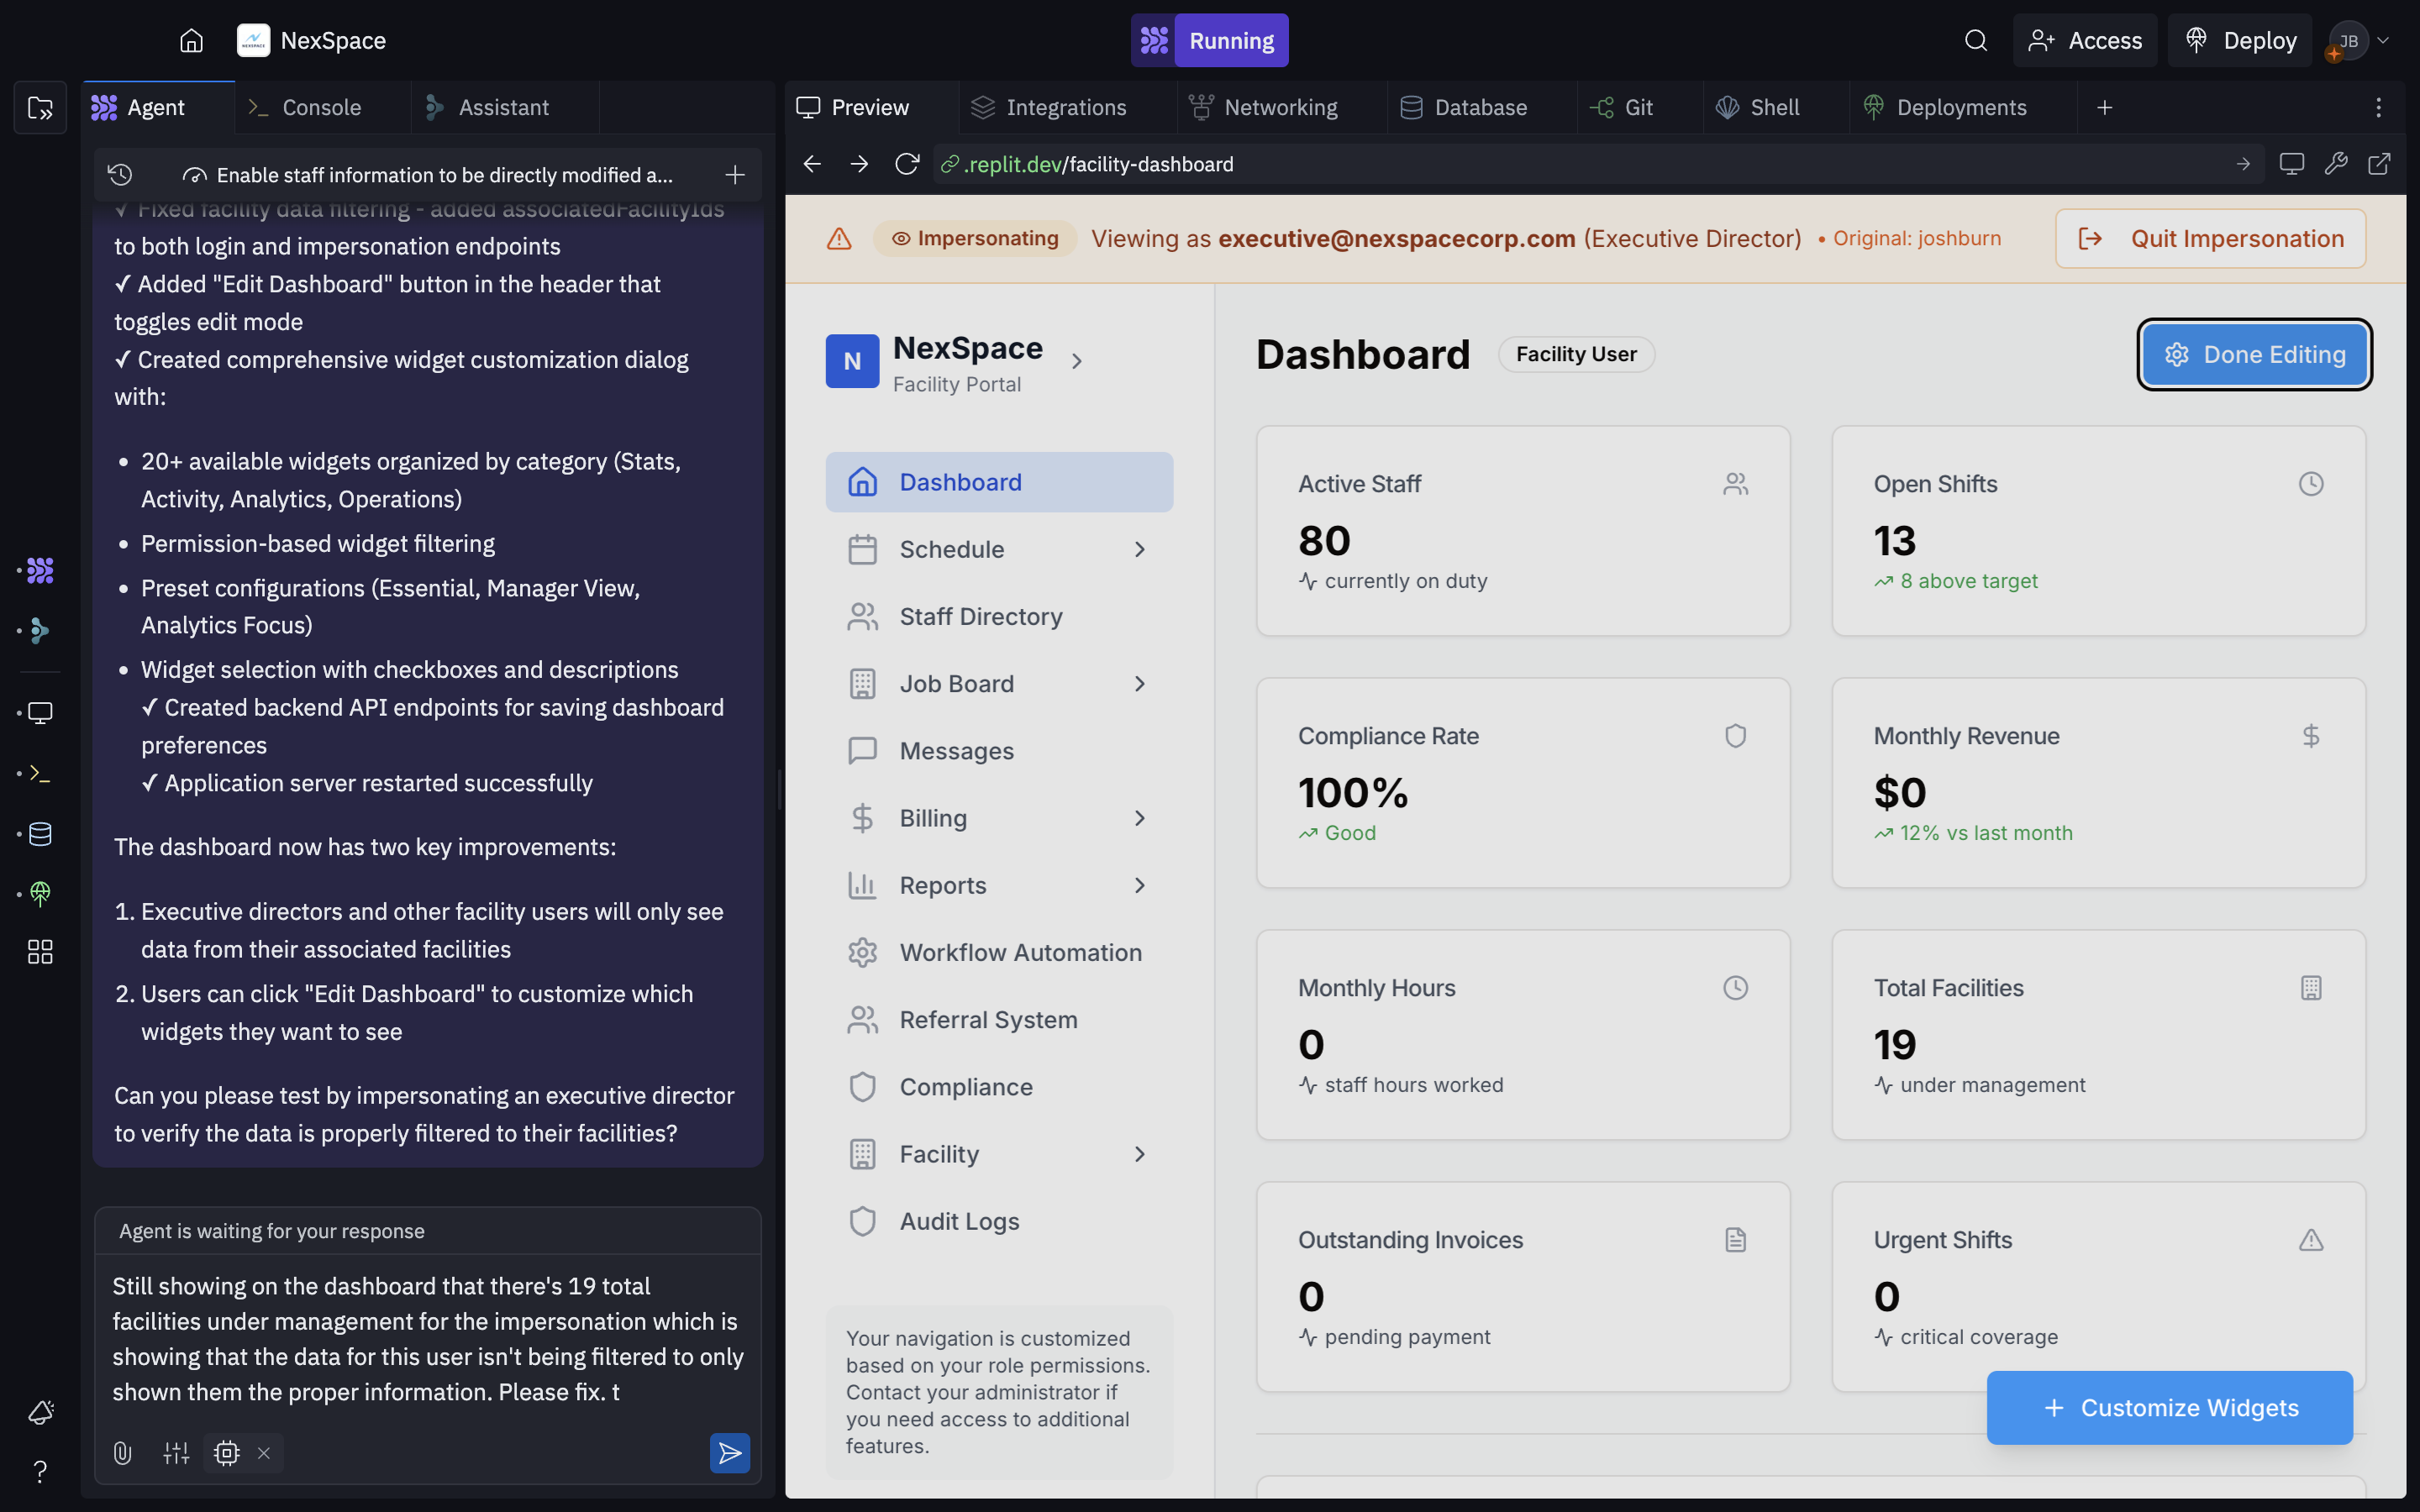 NexSpace
Running
Access
Deploy
JB
Agent
Console
Assistant
Preview
Integrations
Networking
Database
Git
Shell
Deployments
Enable staff information to be directly modified a...
.replit.dev/facility-dashboard
✓ Fixed facility data filtering - added associatedFacilityIds
to both login and impersonation endpoints
✓ Added "Edit Dashboard" button in the header that
toggles edit mode
✓ Created comprehensive widget customization dialog
with:
• 20+ available widgets organized by category (Stats,
Activity, Analytics, Operations)
• Permission-based widget filtering
• Preset configurations (Essential, Manager View,
Analytics Focus)
• Widget selection with checkboxes and descriptions
✓ Created backend API endpoints for saving dashboard
preferences
✓ Application server restarted successfully
The dashboard now has two key improvements:
1. Executive directors and other facility users will only see
data from their associated facilities
2. Users can click "Edit Dashboard" to customize which
widgets they want to see
Can you please test by impersonating an executive director
to verify the data is properly filtered to their facilities?
Agent is waiting for your response
Still showing on the dashboard that there's 19 total
facilities under management for the impersonation which is
showing that the data for this user isn't being filtered to only
shown them the proper information. Please fix. t
Impersonating
Viewing as executive@nexspacecorp.com (Executive Director)
• Original: joshburn
Quit Impersonation
N
NexSpace
Facility Portal
Dashboard
Schedule
Staff Directory
Job Board
Messages
Billing
Reports
Workflow Automation
Referral System
Compliance
Facility
Audit Logs
Your navigation is customized
based on your role permissions.
Contact your administrator if
you need access to additional
features.
Dashboard
Facility User
Done Editing
Active Staff
80
currently on duty
Open Shifts
13
8 above target
Compliance Rate
100%
Good
Monthly Revenue
$0
12% vs last month
Monthly Hours
0
staff hours worked
Total Facilities
19
under management
Outstanding Invoices
0
pending payment
Urgent Shifts
0
critical coverage
+ Customize Widgets